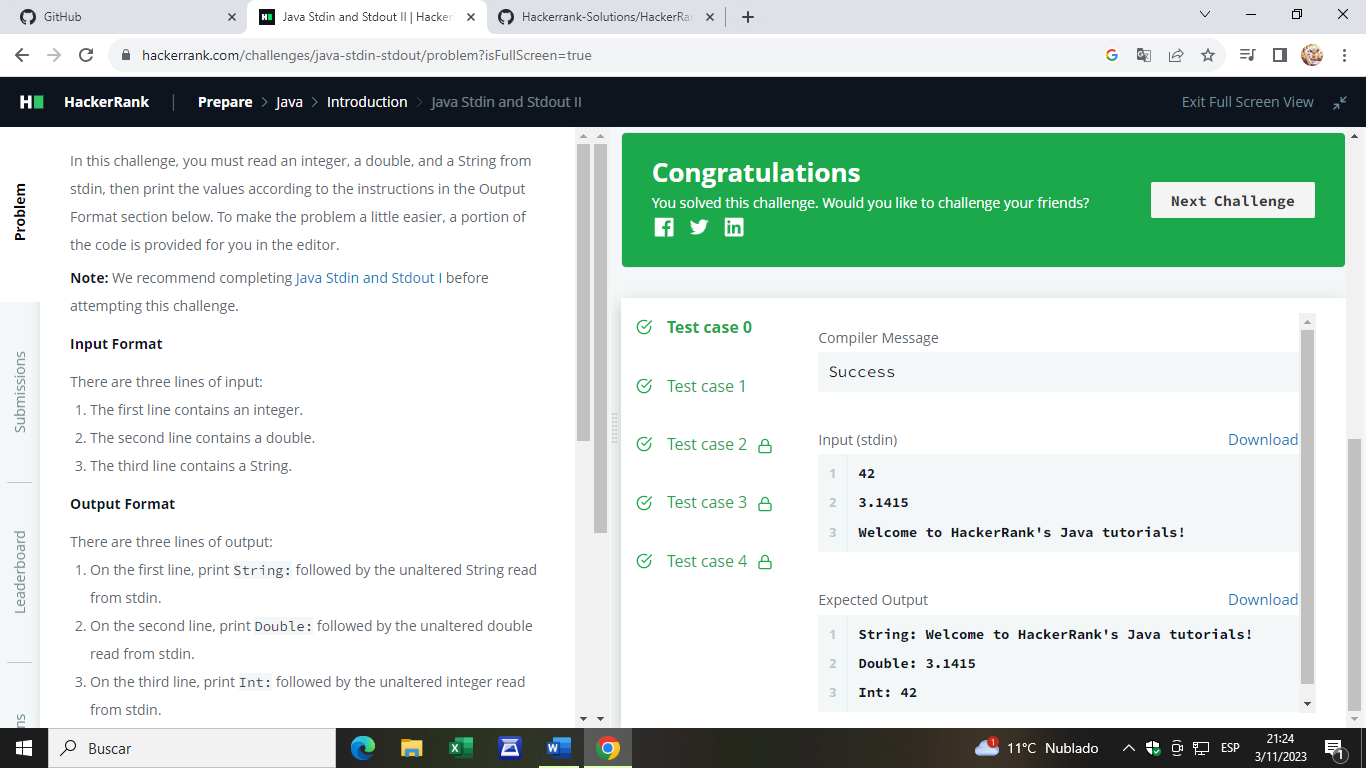 GitHub
Java Stdin and Stdout II | Hacker
Hackerrank-Solutions/HackerRa
hackerrank.com/challenges/java-stdin-stdout/problem?isFullScreen=true
HackerRank
Prepare > Java > Introduction > Java Stdin and Stdout II
Exit Full Screen View
Problem
Submissions
Leaderboard
ns
In this challenge, you must read an integer, a double, and a String from
stdin, then print the values according to the instructions in the Output
Format section below. To make the problem a little easier, a portion of
the code is provided for you in the editor.
Note: We recommend completing Java Stdin and Stdout I before
attempting this challenge.
Input Format
There are three lines of input:
1. The first line contains an integer.
2. The second line contains a double.
3. The third line contains a String.
Output Format
There are three lines of output:
1. On the first line, print String: followed by the unaltered String read
from stdin.
2. On the second line, print Double: followed by the unaltered double
read from stdin.
3. On the third line, print Int: followed by the unaltered integer read
from stdin.
Congratulations
You solved this challenge. Would you like to challenge your friends?
Next Challenge
Test case 0
Test case 1
Test case 2
Test case 3
Test case 4
Compiler Message
Success
Input (stdin)
Download
1 42
2 3.1415
3 Welcome to HackerRank's Java tutorials!
Expected Output
Download
1 String: Welcome to HackerRank's Java tutorials!
2 Double: 3.1415
3 Int: 42
Buscar
1
11°C Nublado
ESP
21:24
3/11/2023
1